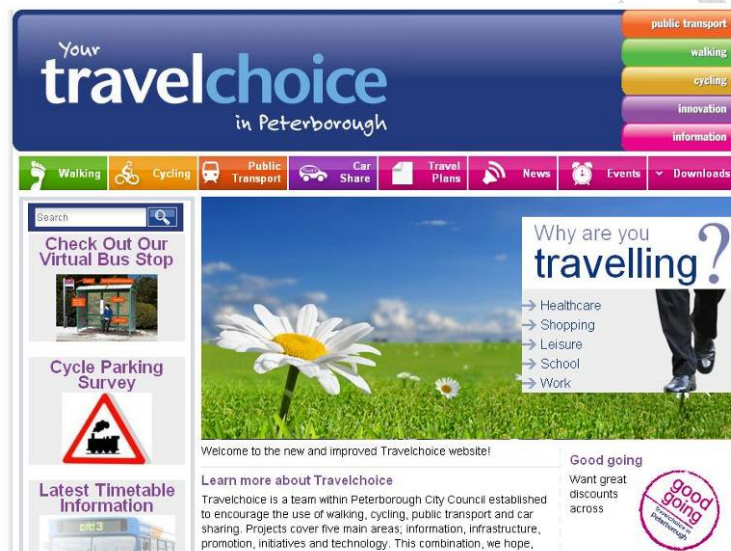 Your
travelchoice
in Peterborough
public transport
walking
cycling
innovation
information
Walking
Cycling
Public
Transport
Car
Share
Travel
Plans
News
Events
Downloads
Search
Check Out Our
Virtual Bus Stop
Cycle Parking
Survey
Latest Timetable
Information
citi 3
Why are you
travelling?
Healthcare
Shopping
Leisure
School
Work
Welcome to the new and improved Travelchoice website!
Learn more about Travelchoice
Travelchoice is a team within Peterborough City Council established
to encourage the use of walking, cycling, public transport and car
sharing. Projects cover five main areas; information, infrastructure,
promotion, initiatives and technology. This combination, we hope,
Good going
Want great
discounts
across
good
going
Travelchoice in
Peterborough